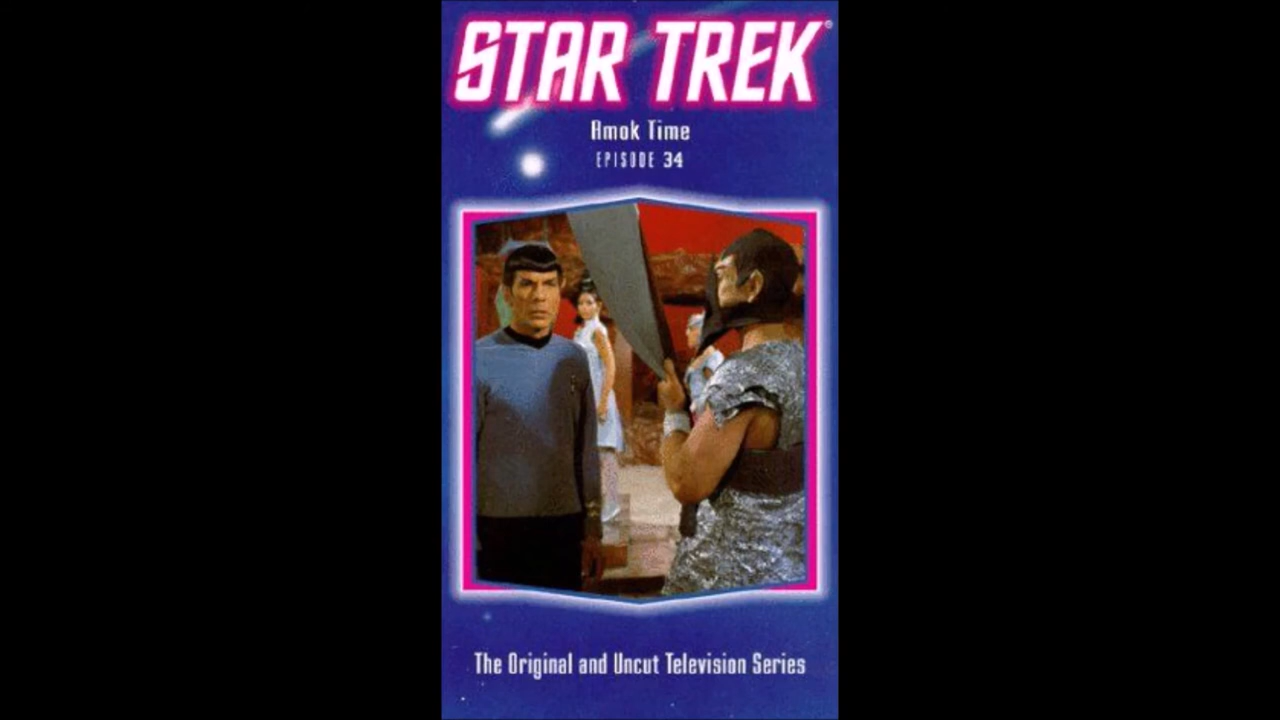 STAR TREK®
Amok Time
EPISODE 34
The Original and Uncut Television Series